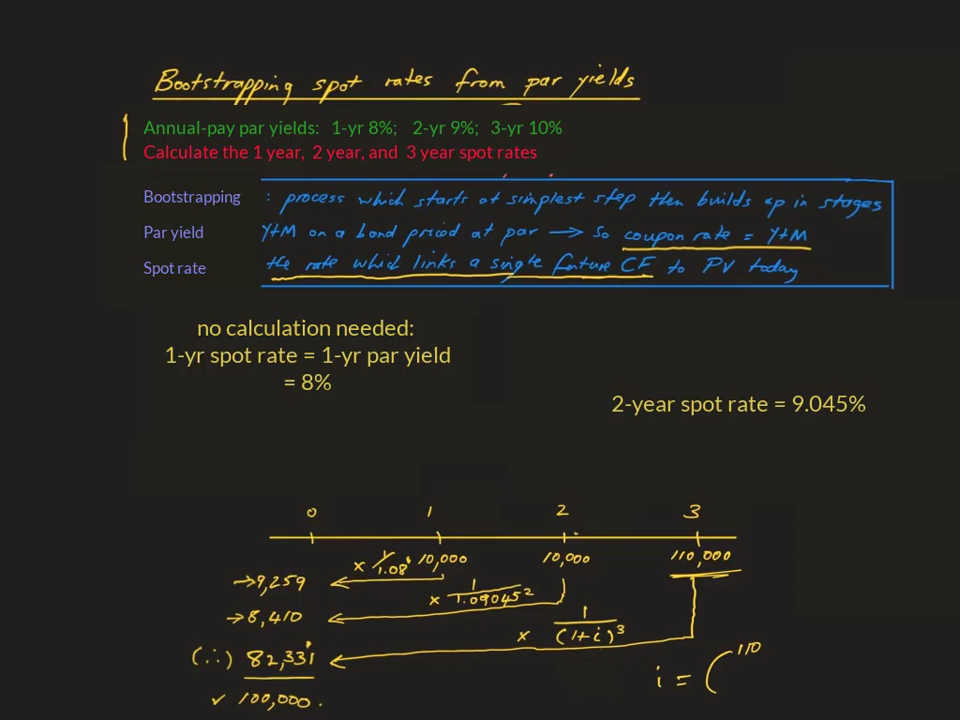 Bootstrapping spot rates from par yields
Annual-pay par yields: 1-yr 8%; 2-yr 9%; 3-yr 10%
Calculate the 1 year, 2 year, and 3 year spot rates
Bootstrapping : process which starts at simplest step then builds up in stages
Par yield YtM on a bond priced at par → so coupon rate = YtM
Spot rate the rate which links a single future CF to PV today
no calculation needed:
1-yr spot rate = 1-yr par yield
= 8%
2-year spot rate = 9.045%
0 1 2 3
× 1/1.08¹ 10,000 10,000 110,000
→9,259
× 1/1.09045²
→8,410
× 1/(1+i)³
(∴) 82,331
i = (110
✓ 100,000.